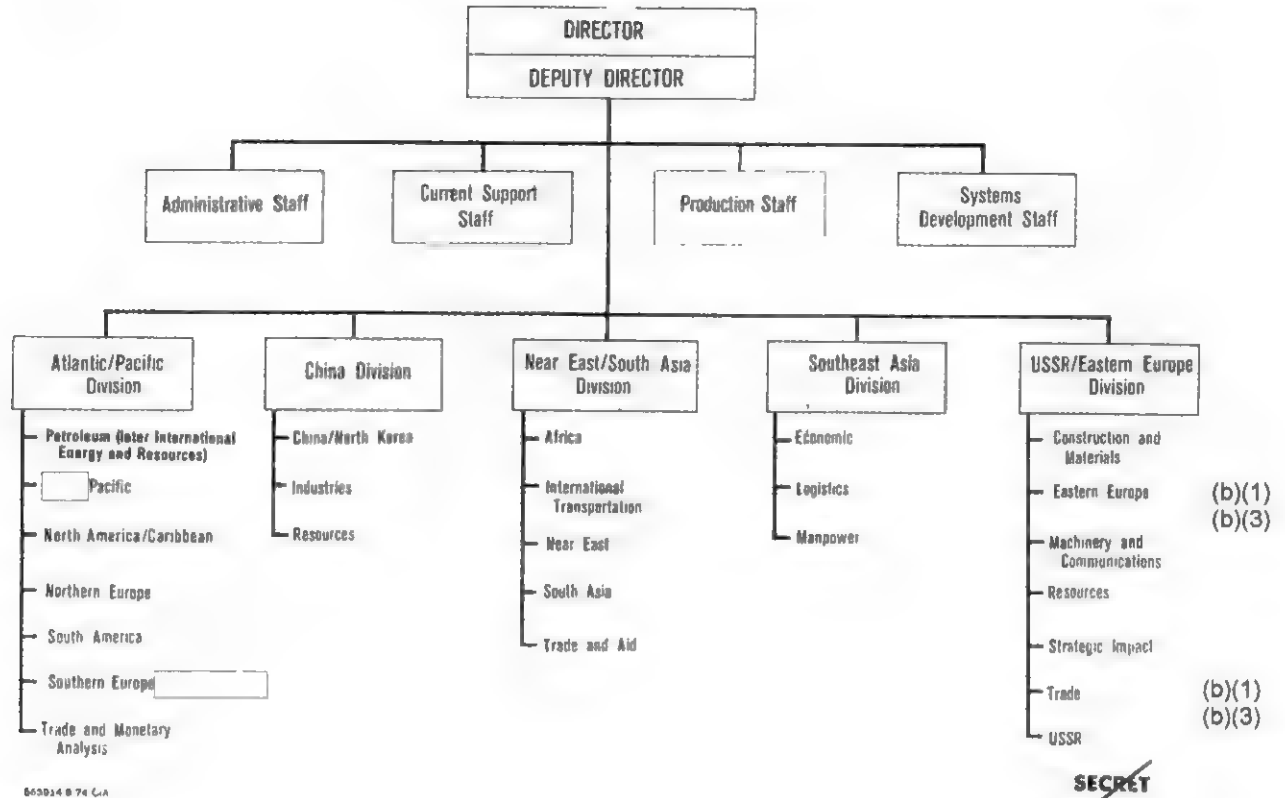 DIRECTOR
DEPUTY DIRECTOR
Administrative Staff
Current Support
Staff
Production Staff
Systems
Development Staff
Atlantic/Pacific
Division
China Division
Near East/South Asia
Division
Southeast Asia
Division
USSR/Eastern Europe
Division
Petroleum (later International
Energy and Resources)
Pacific
North America/Caribbean
Northern Europe
South America
Southern Europe
Trade and Monetary
Analysis
China/North Korea
Industries
Resources
Africa
International
Transportation
Near East
South Asia
Trade and Aid
Economic
Logistics
Manpower
Construction and
Materials
Eastern Europe
Machinery and
Communications
Resources
Strategic Impact
Trade
USSR
(b)(1)
(b)(3)
(b)(1)
(b)(3)
74 CIA
SECRET